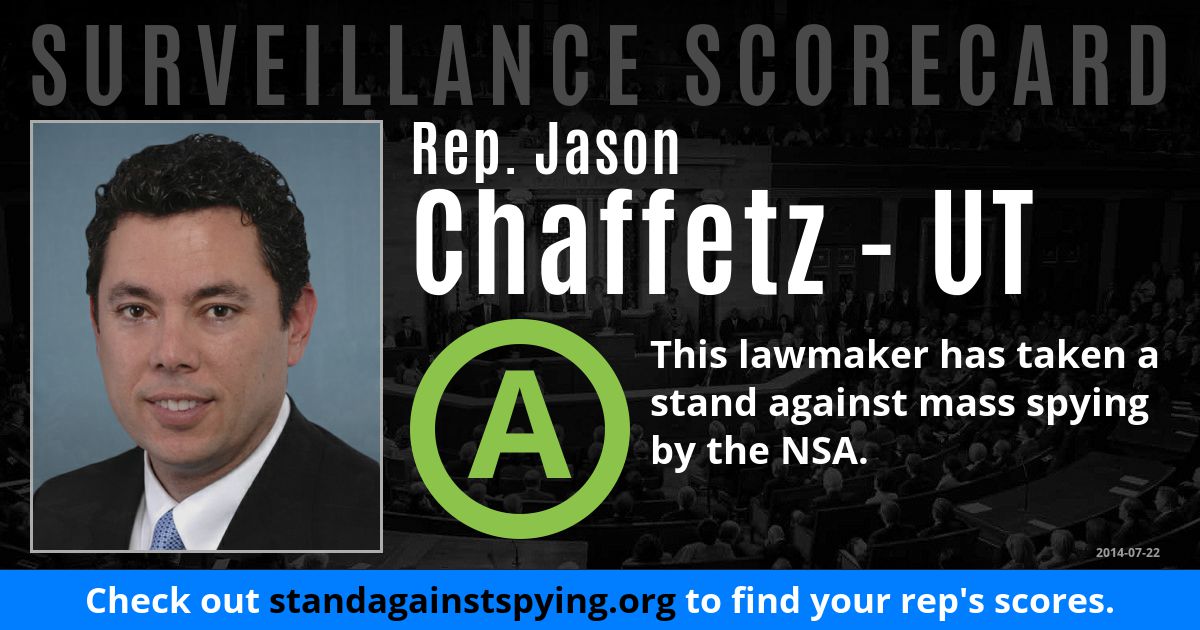 SURVEILLANCE SCORECARD
Rep. Jason
Chaffetz - UT
A
This lawmaker has taken a
stand against mass spying
by the NSA.
2014-07-22
Check out standagainstspying.org to find your rep's scores.